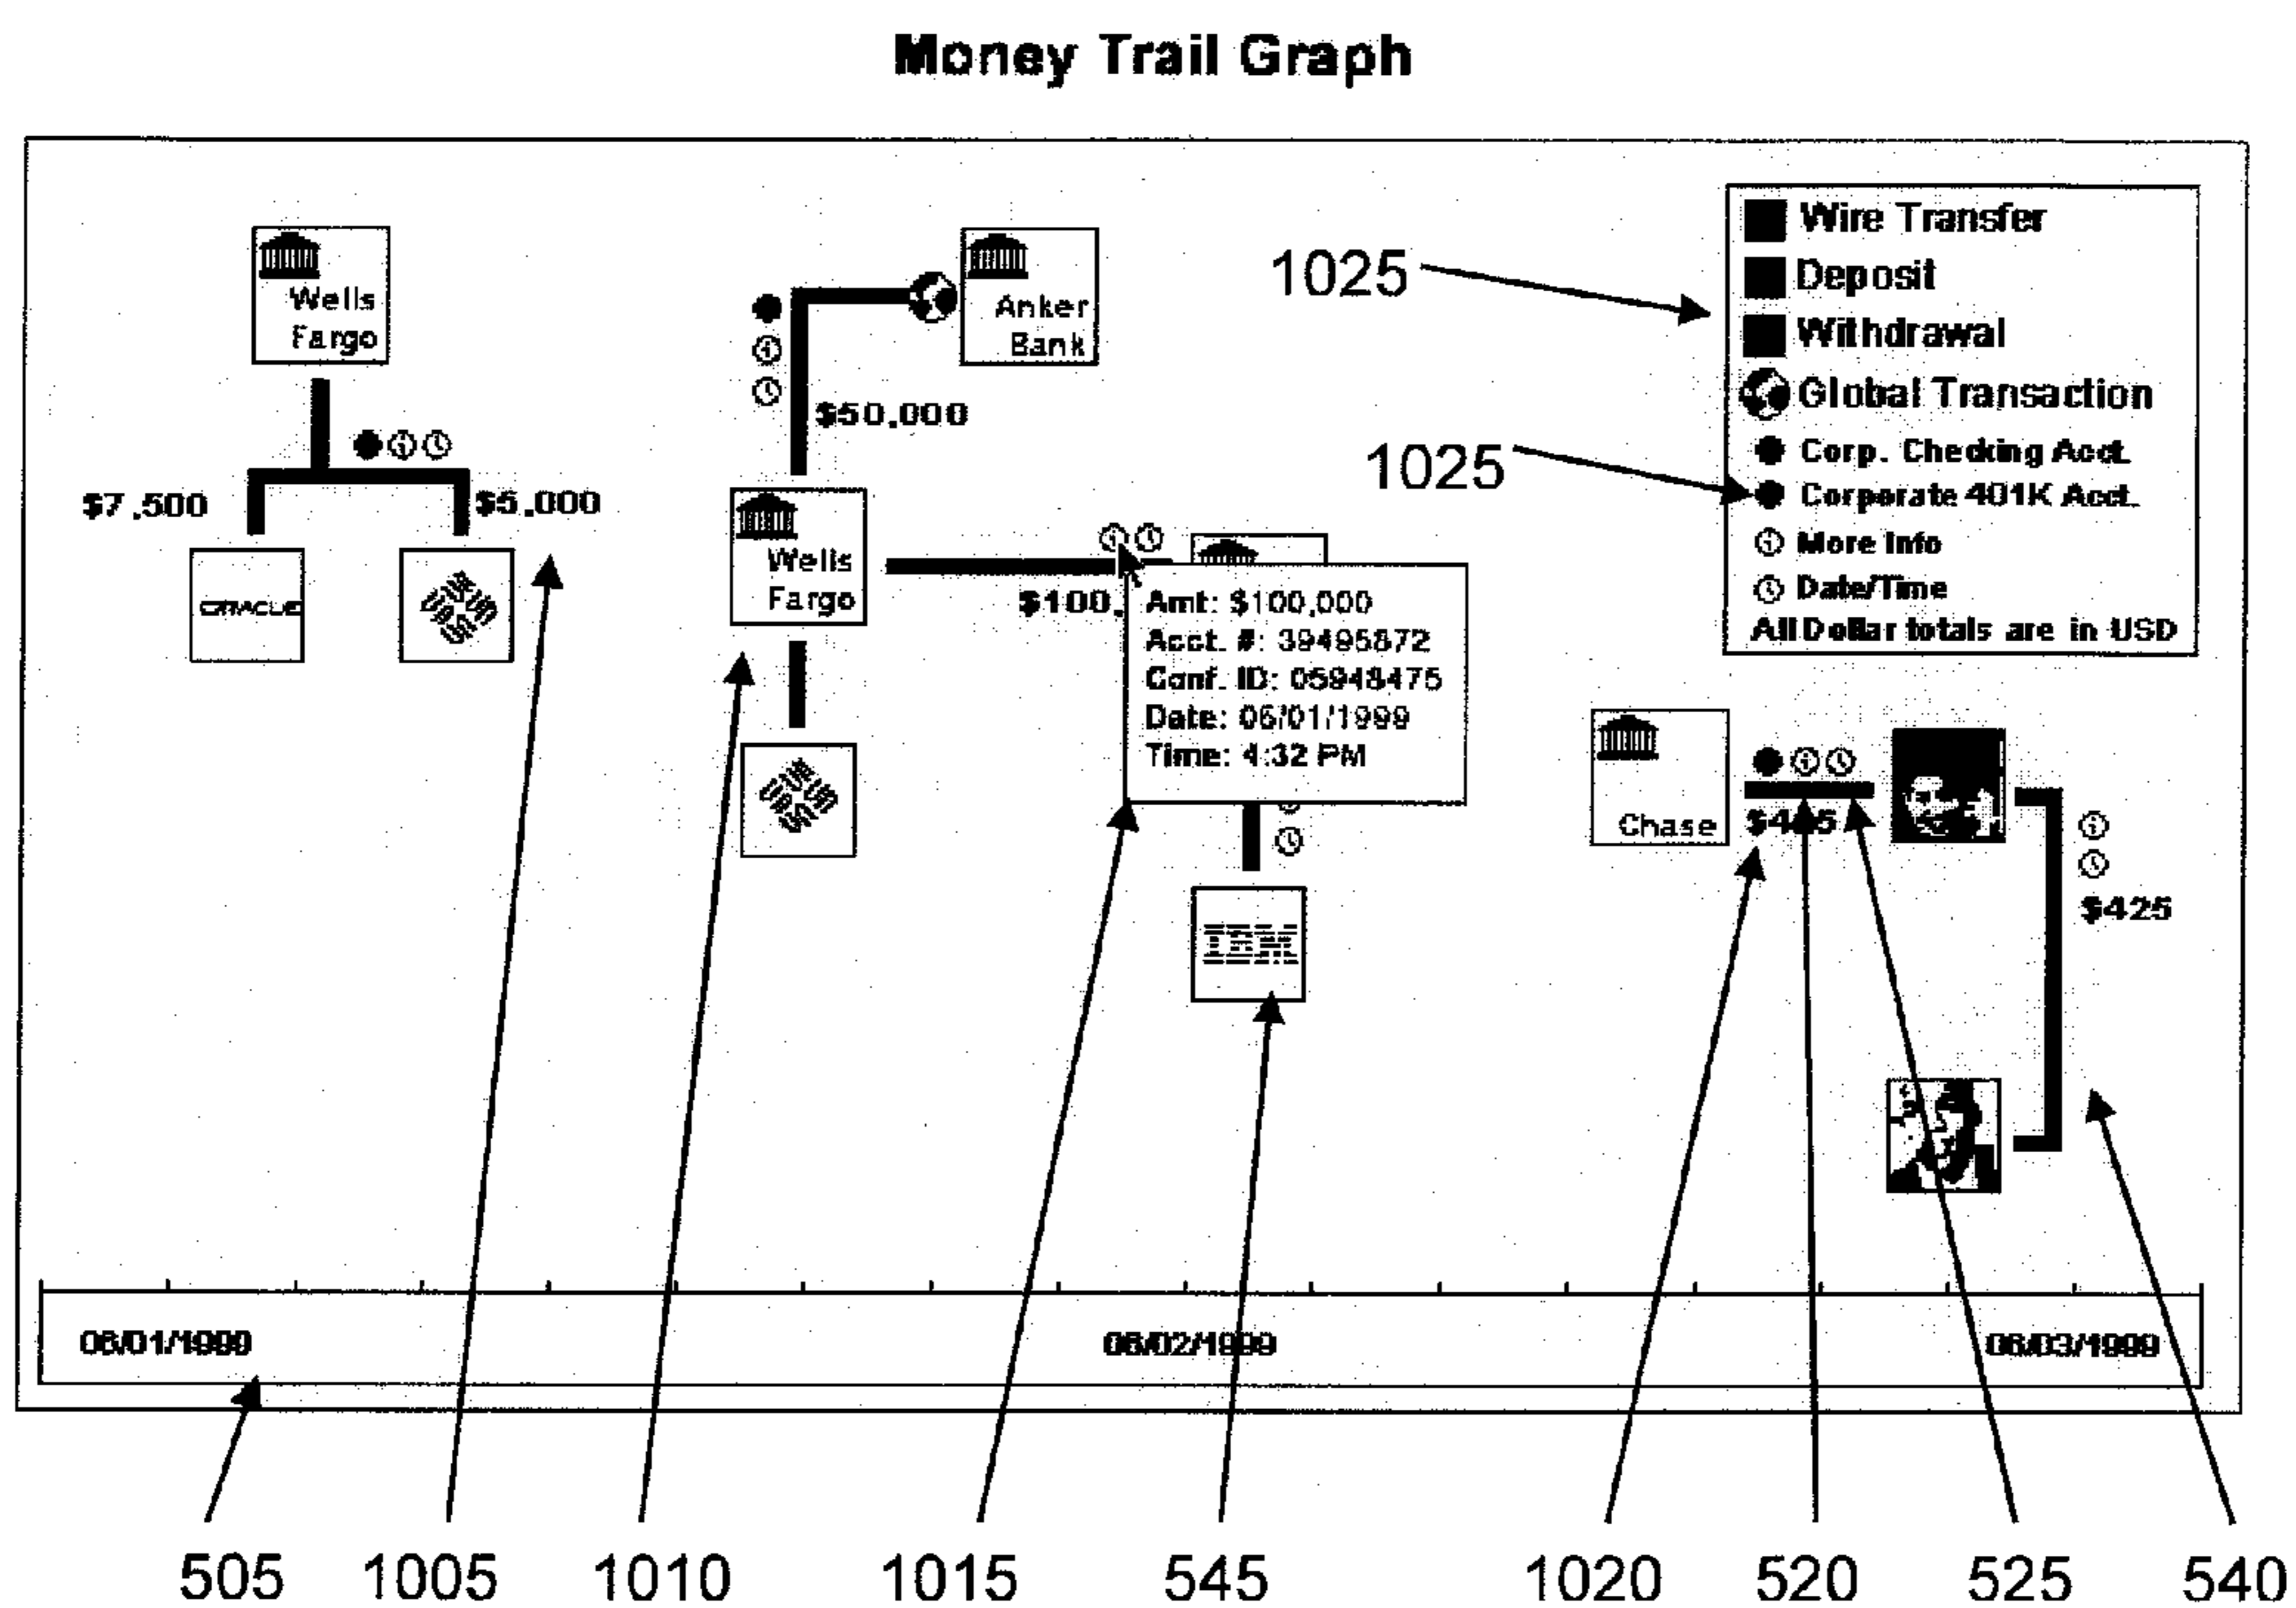 Money Trail Graph
Wells
Fargo
$7,500
$5,000
ORACLE
Anker
Bank
$50,000
Wells
Fargo
$100,
Amt: $100,000
Acct. #: 39495872
Conf. ID: 05948475
Date: 06/01/1999
Time: 4:32 PM
IBM
1025
1025
Wire Transfer
Deposit
Withdrawal
Global Transaction
Corp. Checking Acct.
Corporate 401K Acct.
More Info
Date/Time
All Dollar totals are in USD
Chase
$425
06/01/1999
06/02/1999
06/03/1999
505
1005
1010
1015
545
1020
520
525
540